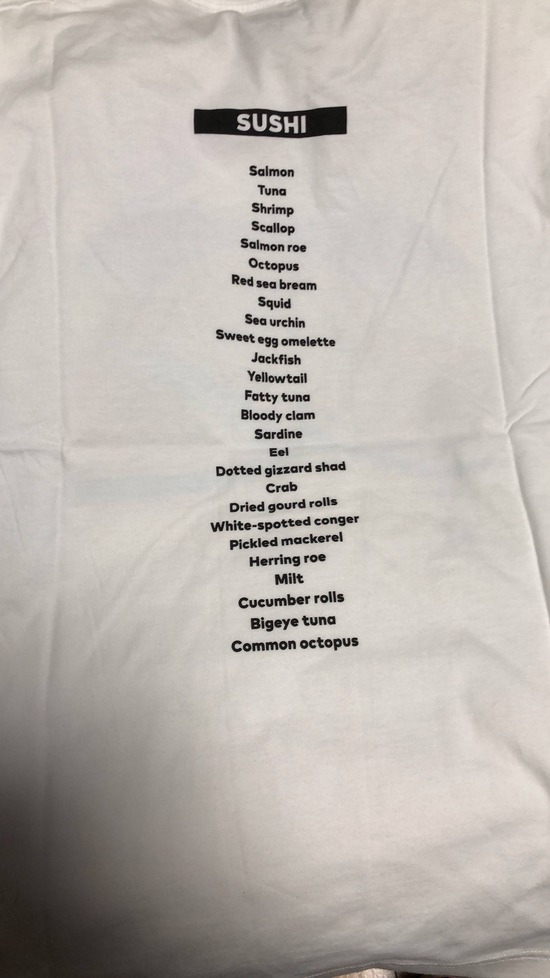 SUSHI
Salmon
Tuna
Shrimp
Scallop
Salmon roe
Octopus
Red sea bream
Squid
Sea urchin
Sweet egg omelette
Jackfish
Yellowtail
Fatty tuna
Bloody clam
Sardine
Eel
Dotted gizzard shad
Crab
Dried gourd rolls
White-spotted conger
Pickled mackerel
Herring roe
Milt
Cucumber rolls
Bigeye tuna
Common octopus